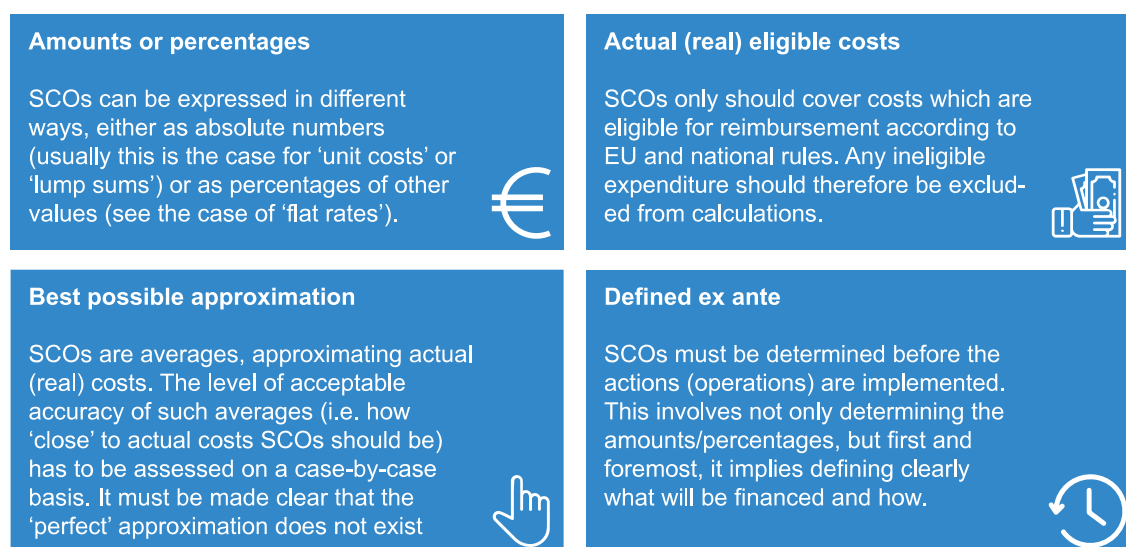 Amounts or percentages
SCOs can be expressed in different
ways, either as absolute numbers
(usually this is the case for ‘unit costs’ or
‘lump sums’) or as percentages of other
values (see the case of ‘flat rates’).
Actual (real) eligible costs
SCOs only should cover costs which are
eligible for reimbursement according to
EU and national rules. Any ineligible
expenditure should therefore be exclud-
ed from calculations.
Best possible approximation
SCOs are averages, approximating actual
(real) costs. The level of acceptable
accuracy of such averages (i.e. how
‘close’ to actual costs SCOs should be)
has to be assessed on a case-by-case
basis. It must be made clear that the
‘perfect’ approximation does not exist
Defined ex ante
SCOs must be determined before the
actions (operations) are implemented.
This involves not only determining the
amounts/percentages, but first and
foremost, it implies defining clearly
what will be financed and how.